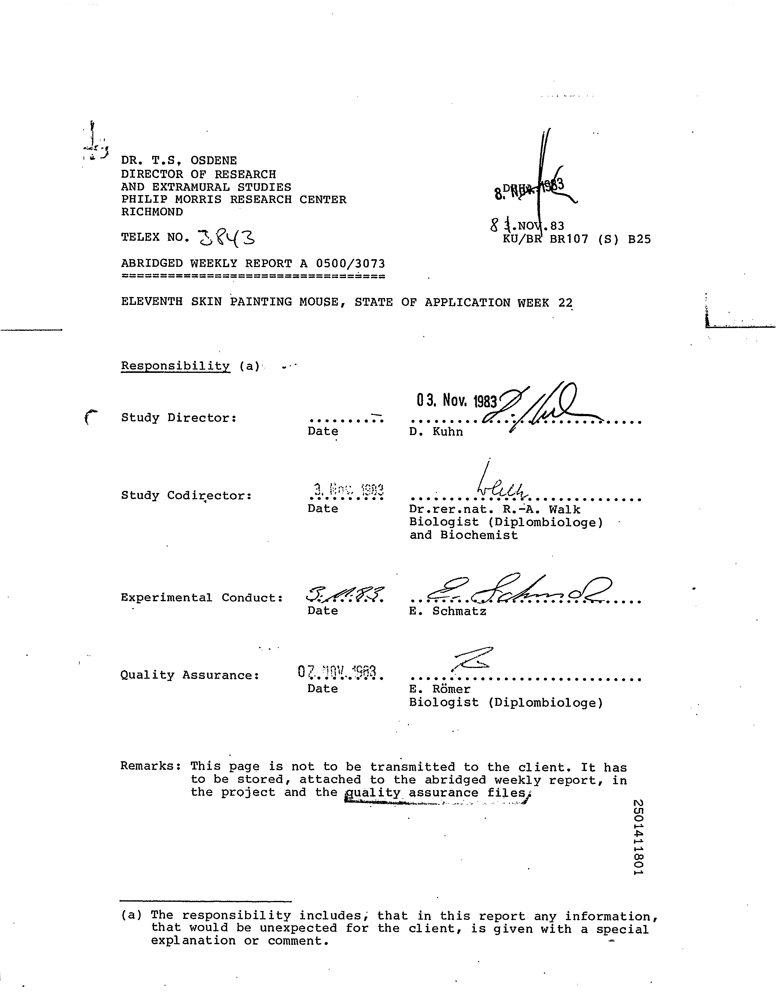 DR. T.S. OSDENE
DIRECTOR OF RESEARCH
AND EXTRAMURAL STUDIES
PHILIP MORRIS RESEARCH CENTER
RICHMOND
8. 1983
8 .NOV.83
TELEX NO. 3843
KU/BR BR107 (S) B25
ABRIDGED WEEKLY REPORT A 0500/3073
==================================
ELEVENTH SKIN PAINTING MOUSE, STATE OF APPLICATION WEEK 22
Responsibility (a)
03. Nov. 1983
Study Director: .......... ..............................
Date D. Kuhn
3. Nov. 1983
Study Codirector: .......... ..............................
Date Dr.rer.nat. R.-A. Walk
Biologist (Diplombiologe)
and Biochemist
Experimental Conduct: 3.11.83. E. Schmatz
Date E. Schmatz
Quality Assurance: 07. NOV. 1983. ..............................
Date E. Römer
Biologist (Diplombiologe)
Remarks: This page is not to be transmitted to the client. It has
to be stored, attached to the abridged weekly report, in
the project and the quality assurance files.
2501411801
(a) The responsibility includes, that in this report any information,
that would be unexpected for the client, is given with a special
explanation or comment.